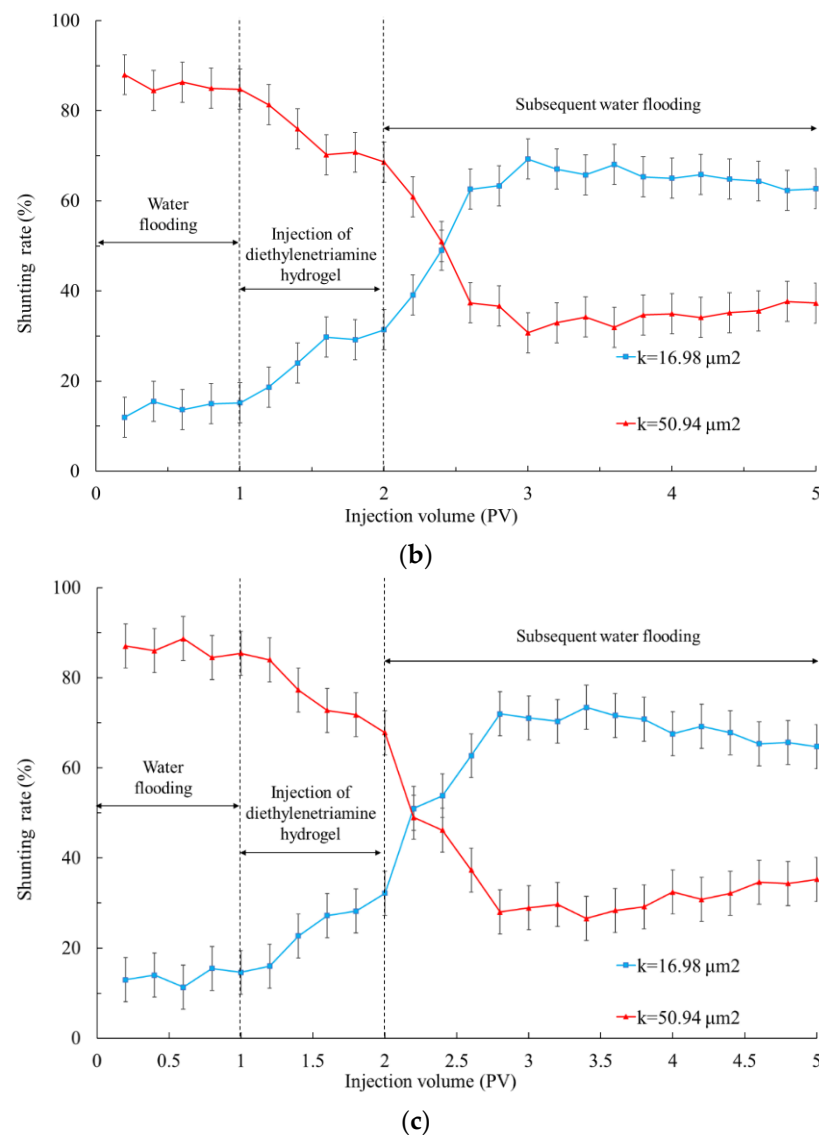 100
80
60
40
20
0
Shunting rate (%)
Water
flooding
Injection of
diethylenetriamine
hydrogel
Subsequent water flooding
k=16.98 μm2
k=50.94 μm2
0 1 2 3 4 5
Injection volume (PV)
(b)
100
80
60
40
20
0
Shunting rate (%)
Water
flooding
Injection of
diethylenetriamine
hydrogel
Subsequent water flooding
k=16.98 μm2
k=50.94 μm2
0 0.5 1 1.5 2 2.5 3 3.5 4 4.5 5
Injection volume (PV)
(c)